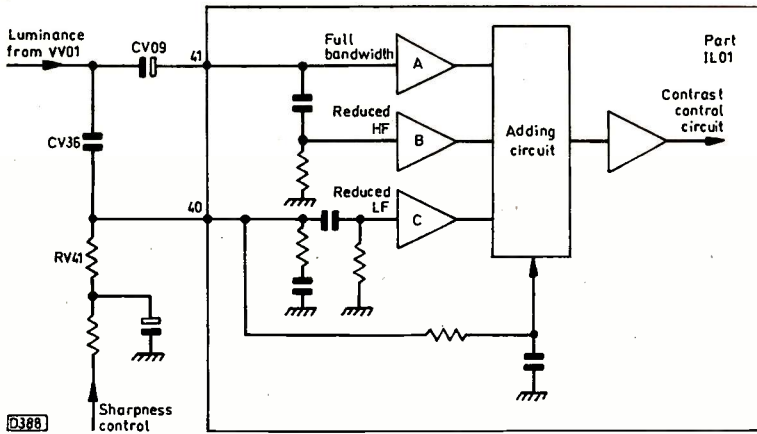 Luminance
from VV01
CV09
41
Full
bandwidth
A
Part
IL01
CV36
Reduced
HF
B
Adding
circuit
Contrast
control
circuit
40
Reduced
LF
C
RV41
Sharpness
control
D388